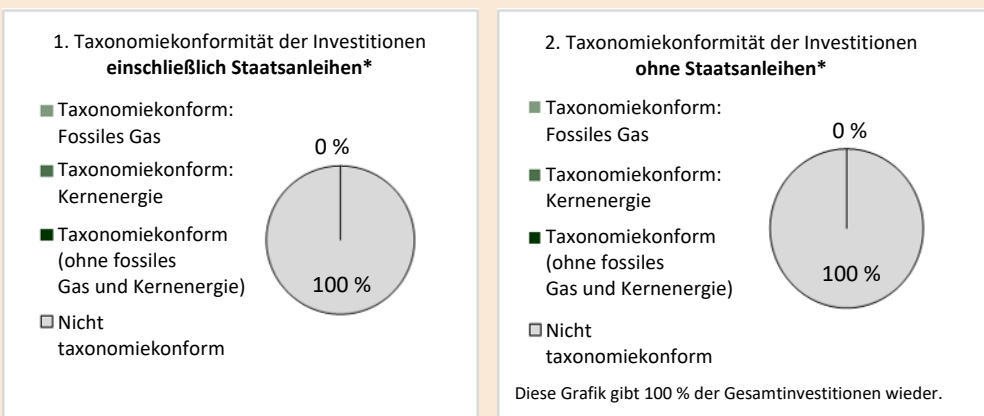 1. Taxonomiekonformität der Investitionen
einschließlich Staatsanleihen*
Taxonomiekonform:
Fossiles Gas
Taxonomiekonform:
Kernenergie
Taxonomiekonform
(ohne fossiles
Gas und Kernenergie)
Nicht
taxonomiekonform
0 %
100 %
2. Taxonomiekonformität der Investitionen
ohne Staatsanleihen*
Taxonomiekonform:
Fossiles Gas
Taxonomiekonform:
Kernenergie
Taxonomiekonform
(ohne fossiles
Gas und Kernenergie)
Nicht
taxonomiekonform
0 %
100 %
Diese Grafik gibt 100 % der Gesamtinvestitionen wieder.